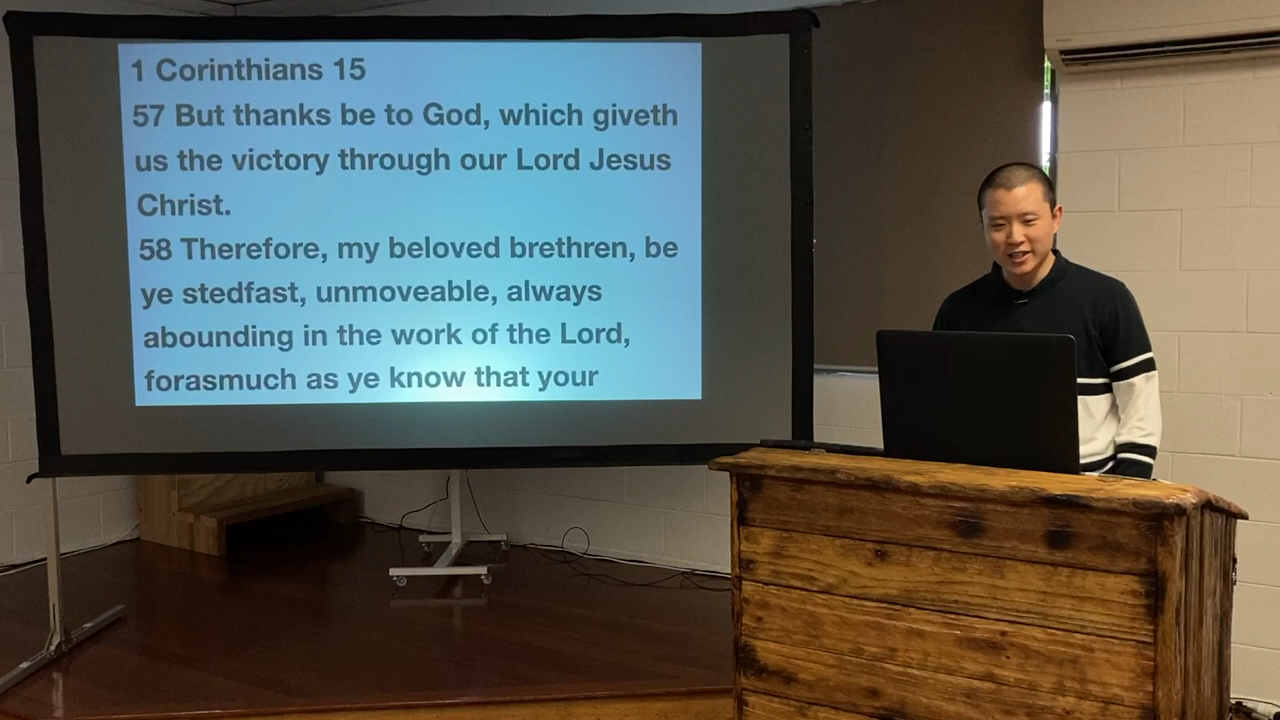 1 Corinthians 15
57 But thanks be to God, which giveth
us the victory through our Lord Jesus
Christ.
58 Therefore, my beloved brethren, be
ye stedfast, unmoveable, always
abounding in the work of the Lord,
forasmuch as ye know that your